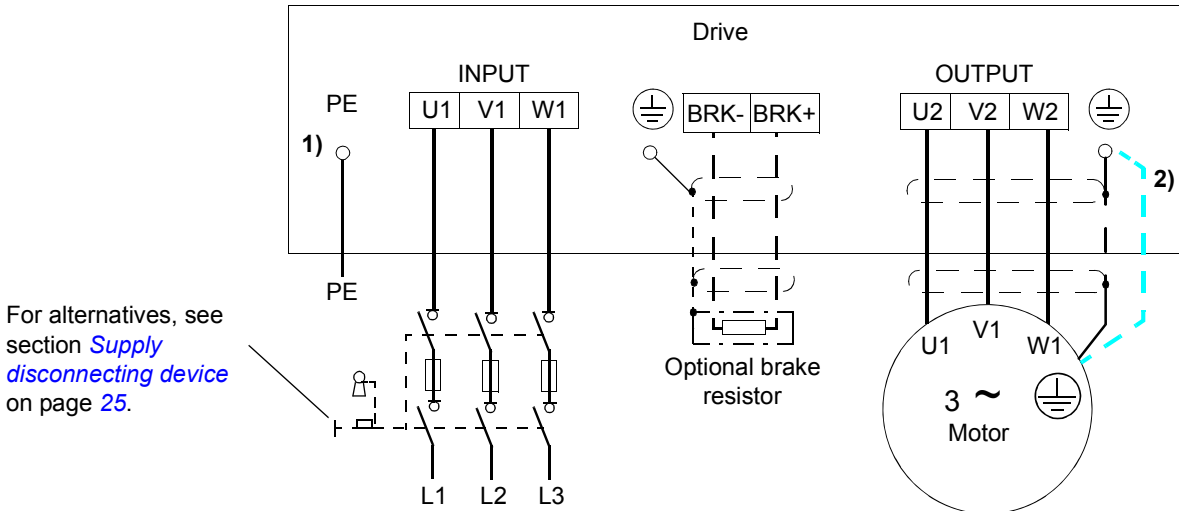 Drive
INPUT
OUTPUT
PE
U1 V1 W1
BRK- BRK+
U2 V2 W2
1)
2)
PE
For alternatives, see
section Supply
disconnecting device
on page 25.
Optional brake
resistor
U1 V1 W1
3 ~
Motor
L1 L2 L3